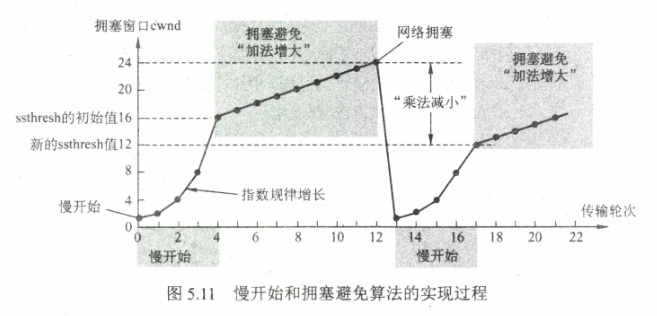 拥塞窗口cwnd
拥塞避免
“加法增大”
网络拥塞
拥塞避免
“加法增大”
24
20
ssthresh的初始值16
“乘法减小”
新的ssthresh值12
8
4
指数规律增长
慢开始
0
传输轮次
0 2 4 6 8 10 12 14 16 18 20 22
慢开始
慢开始
图 5.11 慢开始和拥塞避免算法的实现过程